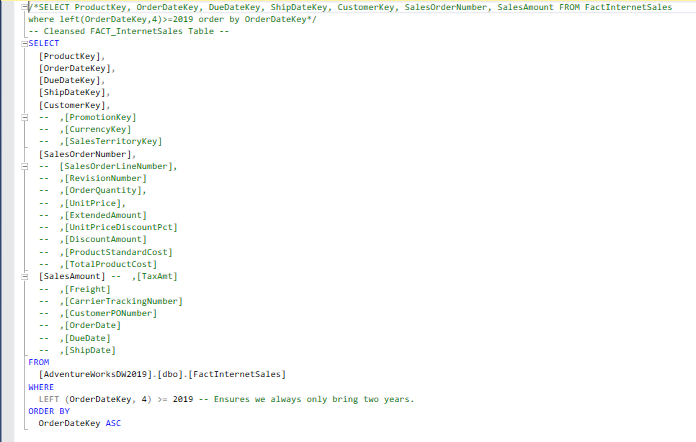 /*SELECT ProductKey, OrderDateKey, DueDateKey, ShipDateKey, CustomerKey, SalesOrderNumber, SalesAmount FROM FactInternetSales
where left(OrderDateKey,4)>=2019 order by OrderDateKey*/
-- Cleansed FACT_InternetSales Table --
SELECT
[ProductKey],
[OrderDateKey],
[DueDateKey],
[ShipDateKey],
[CustomerKey],
-- ,[PromotionKey]
-- ,[CurrencyKey]
-- ,[SalesTerritoryKey]
[SalesOrderNumber],
-- [SalesOrderLineNumber],
-- ,[RevisionNumber]
-- ,[OrderQuantity],
-- ,[UnitPrice],
-- ,[ExtendedAmount]
-- ,[UnitPriceDiscountPct]
-- ,[DiscountAmount]
-- ,[ProductStandardCost]
-- ,[TotalProductCost]
[SalesAmount] -- ,[TaxAmt]
-- ,[Freight]
-- ,[CarrierTrackingNumber]
-- ,[CustomerPONumber]
-- ,[OrderDate]
-- ,[DueDate]
-- ,[ShipDate]
FROM
[AdventureWorksDW2019].[dbo].[FactInternetSales]
WHERE
LEFT (OrderDateKey, 4) >= 2019 -- Ensures we always only bring two years.
ORDER BY
OrderDateKey ASC